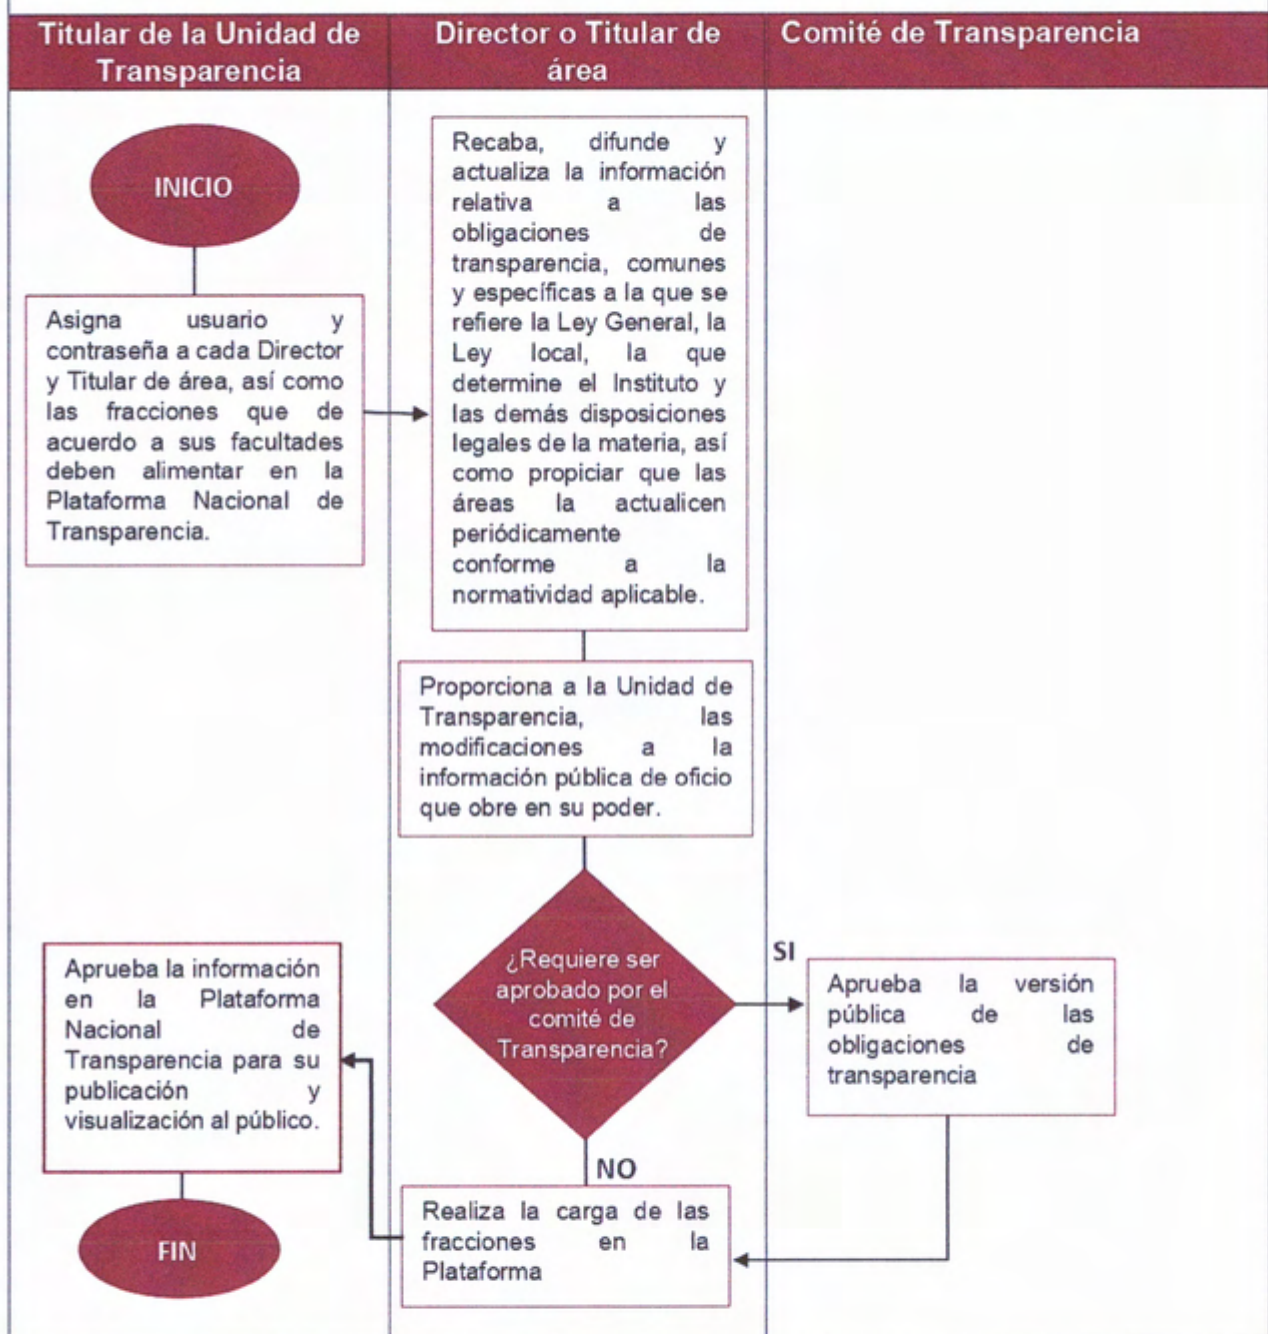 Titular de la Unidad de
Transparencia
Director o Titular de
área
Comité de Transparencia
INICIO
Asigna usuario y
contraseña a cada Director
y Titular de área, así como
las fracciones que de
acuerdo a sus facultades
deben alimentar en la
Plataforma Nacional de
Transparencia.
Recaba, difunde y
actualiza la información
relativa a las
obligaciones de
transparencia, comunes
y específicas a la que se
refiere la Ley General, la
Ley local, la que
determine el Instituto y
las demás disposiciones
legales de la materia, así
como propiciar que las
áreas la actualicen
periódicamente
conforme a la
normatividad aplicable.
Proporciona a la Unidad de
Transparencia, las
modificaciones a la
información pública de oficio
que obre en su poder.
¿Requiere ser
aprobado por el
comité de
Transparencia?
SI
Aprueba la versión
pública de las
obligaciones de
transparencia
NO
Realiza la carga de las
fracciones en la
Plataforma
Aprueba la información
en la Plataforma
Nacional de
Transparencia para su
publicación y
visualización al público.
FIN